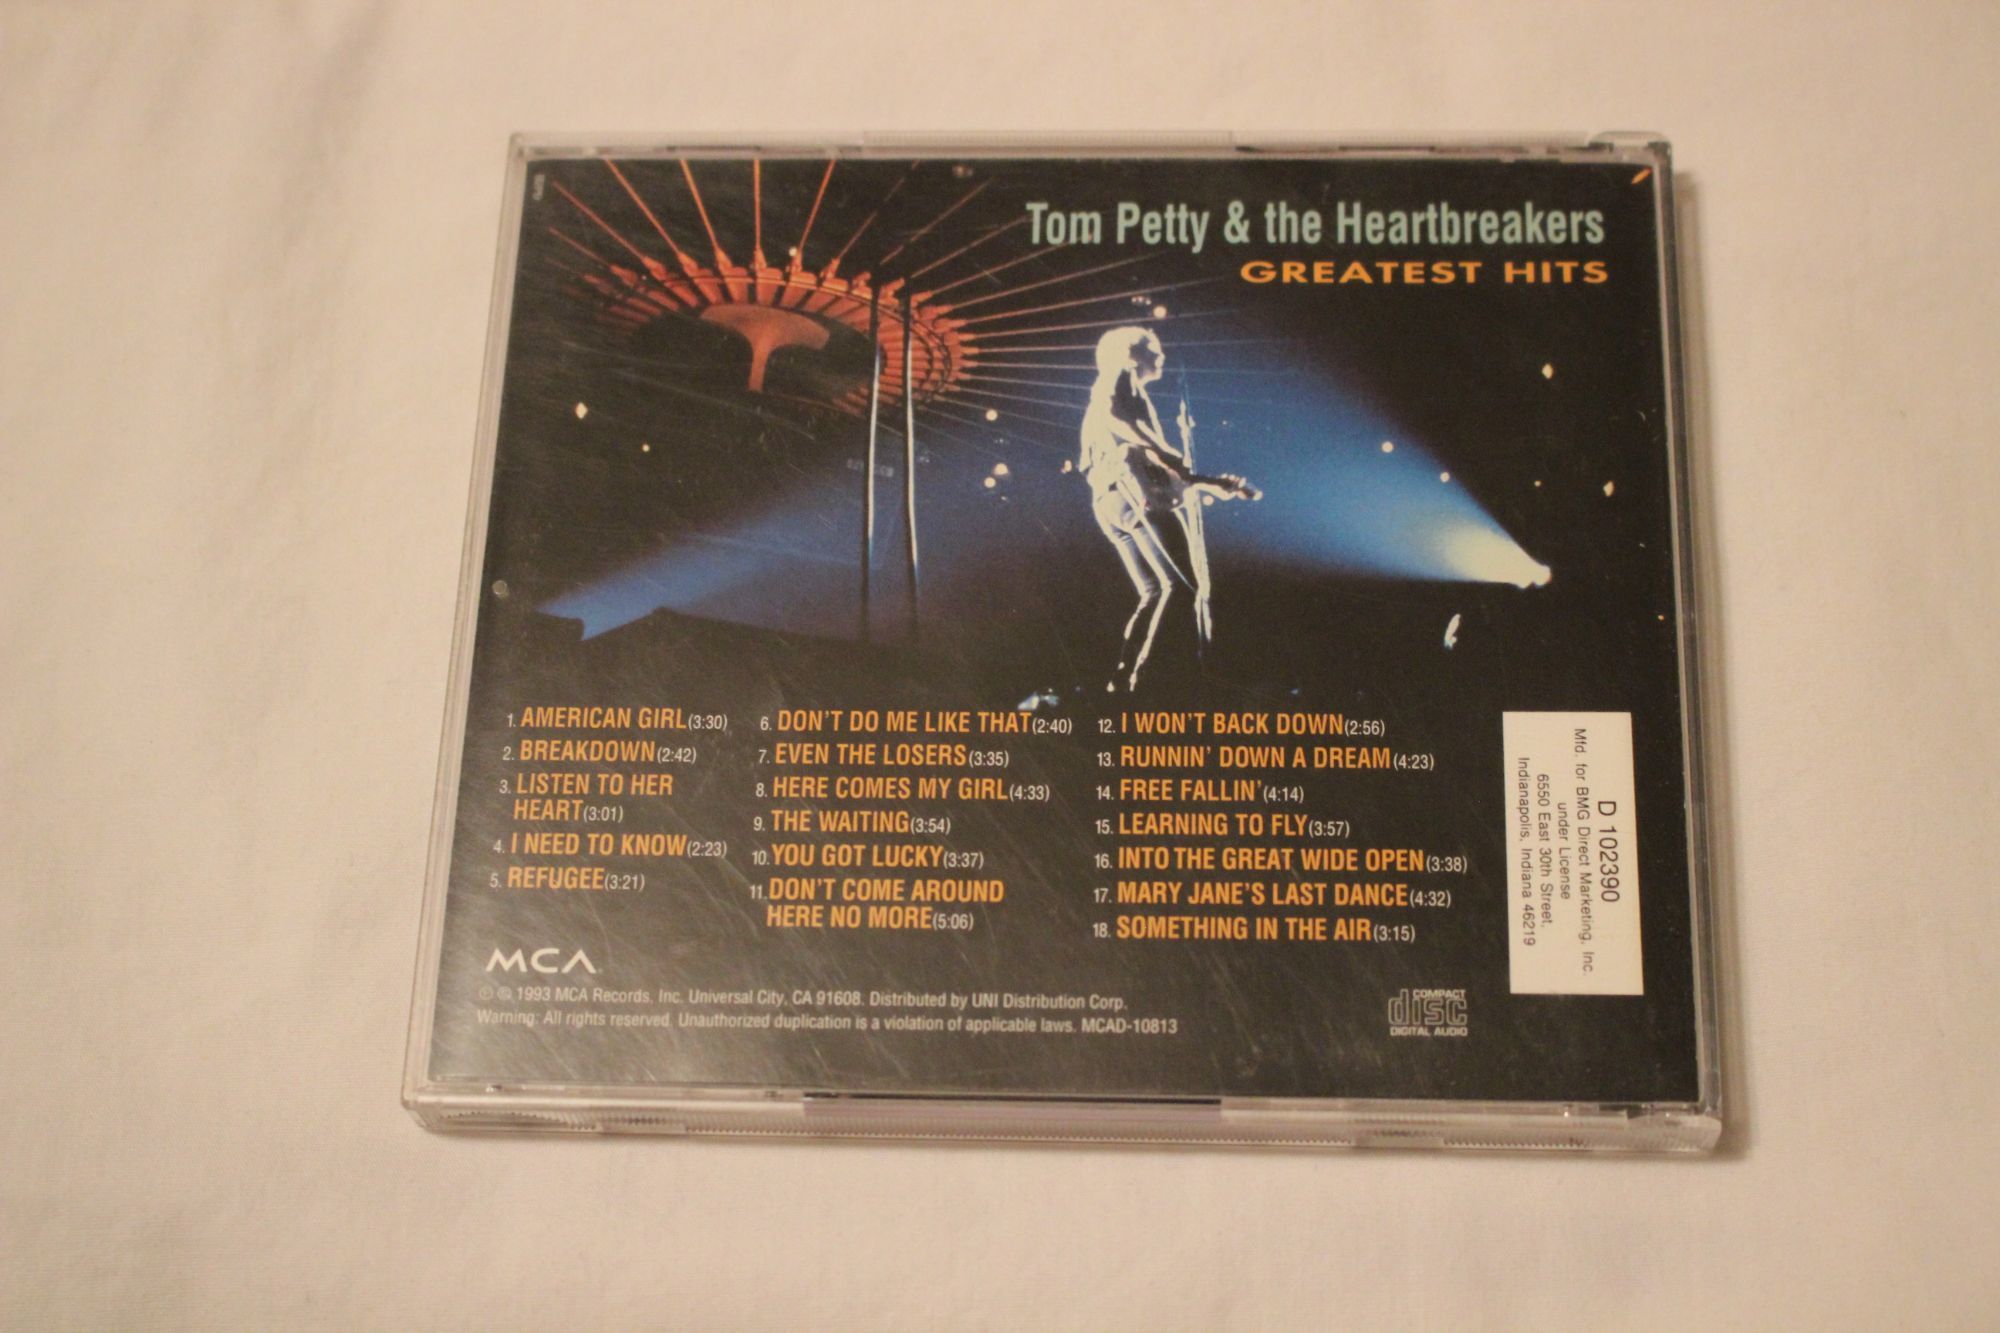 Tom Petty & the Heartbreakers
GREATEST HITS
1. AMERICAN GIRL(3:30)
2. BREAKDOWN(2:42)
3. LISTEN TO HER
HEART(3:01)
4. I NEED TO KNOW(2:23)
5. REFUGEE(3:21)
6. DON'T DO ME LIKE THAT(2:40)
7. EVEN THE LOSERS(3:35)
8. HERE COMES MY GIRL(4:33)
9. THE WAITING(3:54)
10. YOU GOT LUCKY(3:37)
11. DON'T COME AROUND
HERE NO MORE(5:06)
12. I WON'T BACK DOWN(2:56)
13. RUNNIN' DOWN A DREAM(4:23)
14. FREE FALLIN'(4:14)
15. LEARNING TO FLY(3:57)
16. INTO THE GREAT WIDE OPEN(3:38)
17. MARY JANE'S LAST DANCE(4:32)
18. SOMETHING IN THE AIR(3:15)
D 102390
Mfd. for BMG Direct Marketing, Inc.
under License
6550 East 30th Street,
Indianapolis, Indiana 46219
MCA
℗ © 1993 MCA Records, Inc. Universal City, CA 91608. Distributed by UNI Distribution Corp.
Warning: All rights reserved. Unauthorized duplication is a violation of applicable laws. MCAD-10813
COMPACT
disc
DIGITAL AUDIO